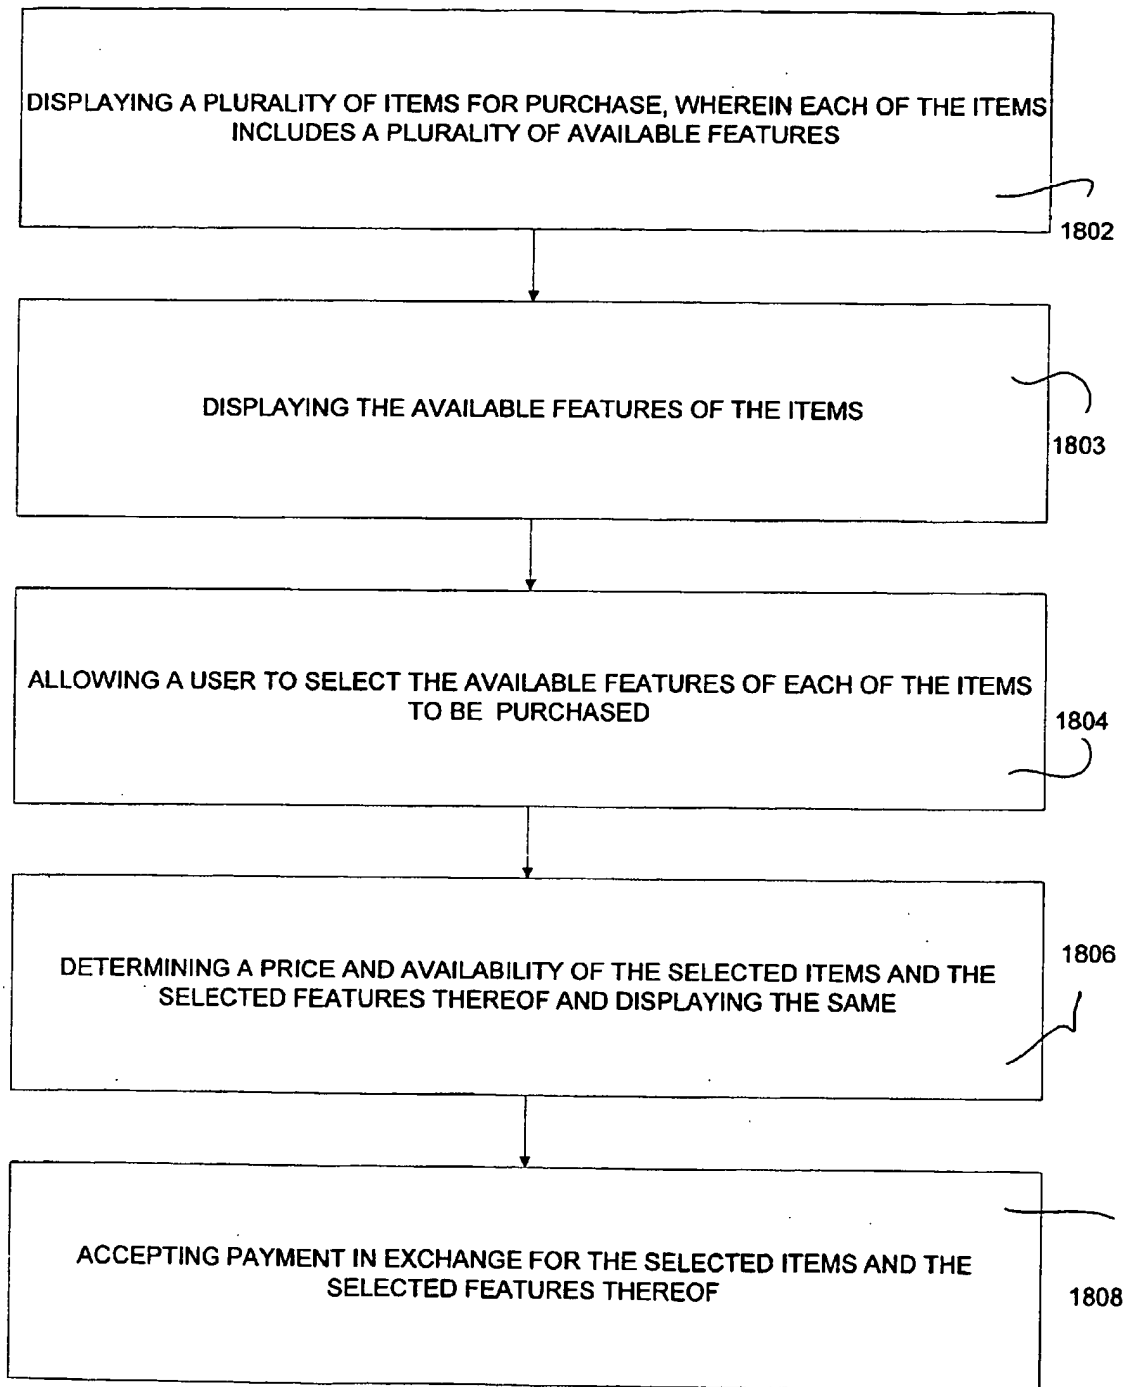 DISPLAYING A PLURALITY OF ITEMS FOR PURCHASE, WHEREIN EACH OF THE ITEMS
INCLUDES A PLURALITY OF AVAILABLE FEATURES
1802
DISPLAYING THE AVAILABLE FEATURES OF THE ITEMS
1803
ALLOWING A USER TO SELECT THE AVAILABLE FEATURES OF EACH OF THE ITEMS
TO BE PURCHASED
1804
DETERMINING A PRICE AND AVAILABILITY OF THE SELECTED ITEMS AND THE
SELECTED FEATURES THEREOF AND DISPLAYING THE SAME
1806
ACCEPTING PAYMENT IN EXCHANGE FOR THE SELECTED ITEMS AND THE
SELECTED FEATURES THEREOF
1808